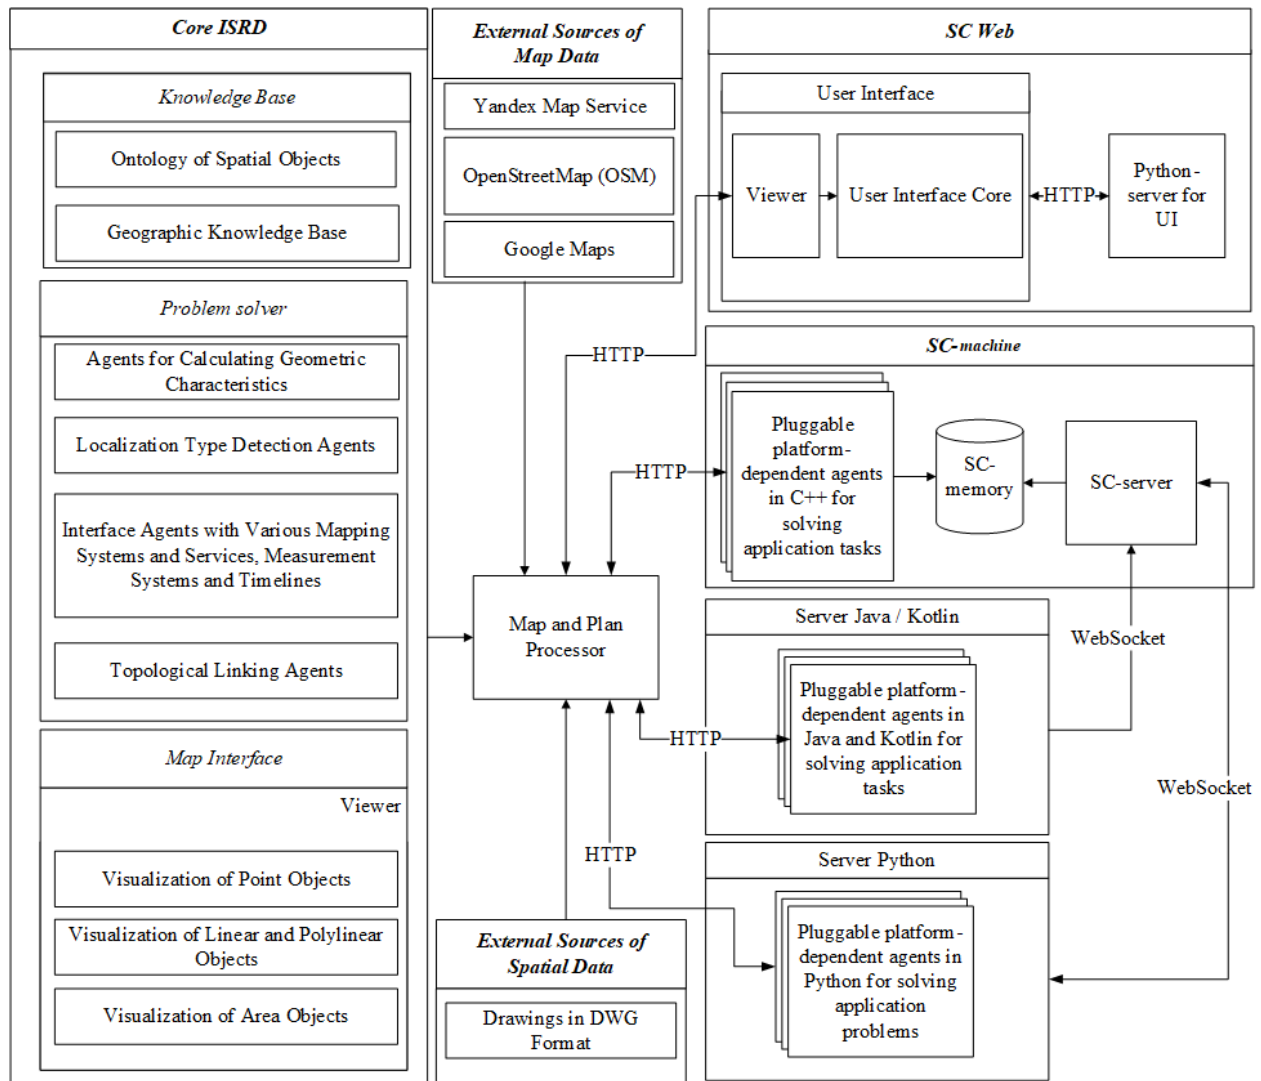 Core ISRD
Knowledge Base
Ontology of Spatial Objects
Geographic Knowledge Base
Problem solver
Agents for Calculating Geometric
Characteristics
Localization Type Detection Agents
Interface Agents with Various Mapping
Systems and Services, Measurement
Systems and Timelines
Topological Linking Agents
Map Interface
Viewer
Visualization of Point Objects
Visualization of Linear and Polylinear
Objects
Visualization of Area Objects
External Sources of
Map Data
Yandex Map Service
OpenStreetMap (OSM)
Google Maps
Map and Plan
Processor
External Sources of
Spatial Data
Drawings in DWG
Format
SC Web
User Interface
Viewer
User Interface Core
HTTP
Python-
server for
UI
HTTP
SC-machine
HTTP
Pluggable
platform-
dependent agents
in C++ for
solving
application tasks
SC-
memory
SC-server
Server Java / Kotlin
WebSocket
HTTP
Pluggable platform-
dependent agents in
Java and Kotlin for
solving application
tasks
WebSocket
HTTP
Server Python
Pluggable platform-
dependent agents in
Python for solving
application
problems